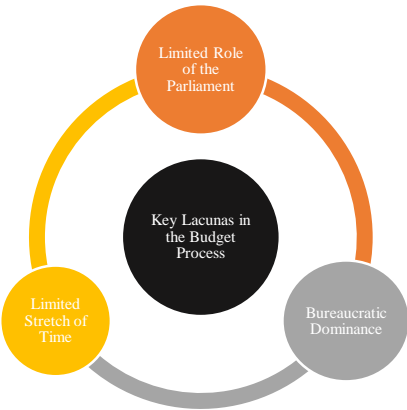 Limited Role
of the
Parliament
Key Lacunas in
the Budget
Process
Limited
Stretch of
Time
Bureaucratic
Dominance